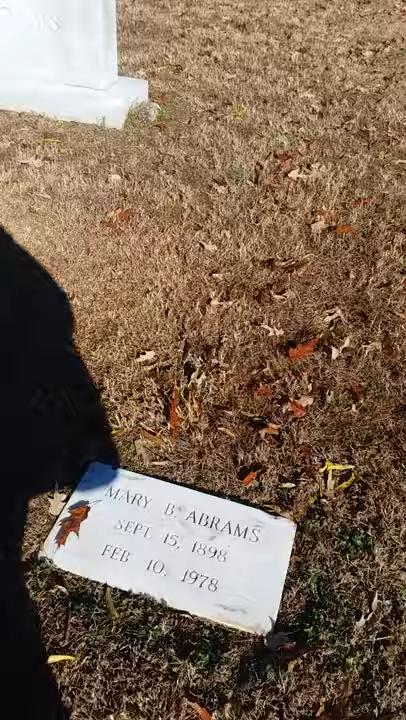 MARY B. ABRAMS
SEPT. 15, 1898
FEB. 10, 1978